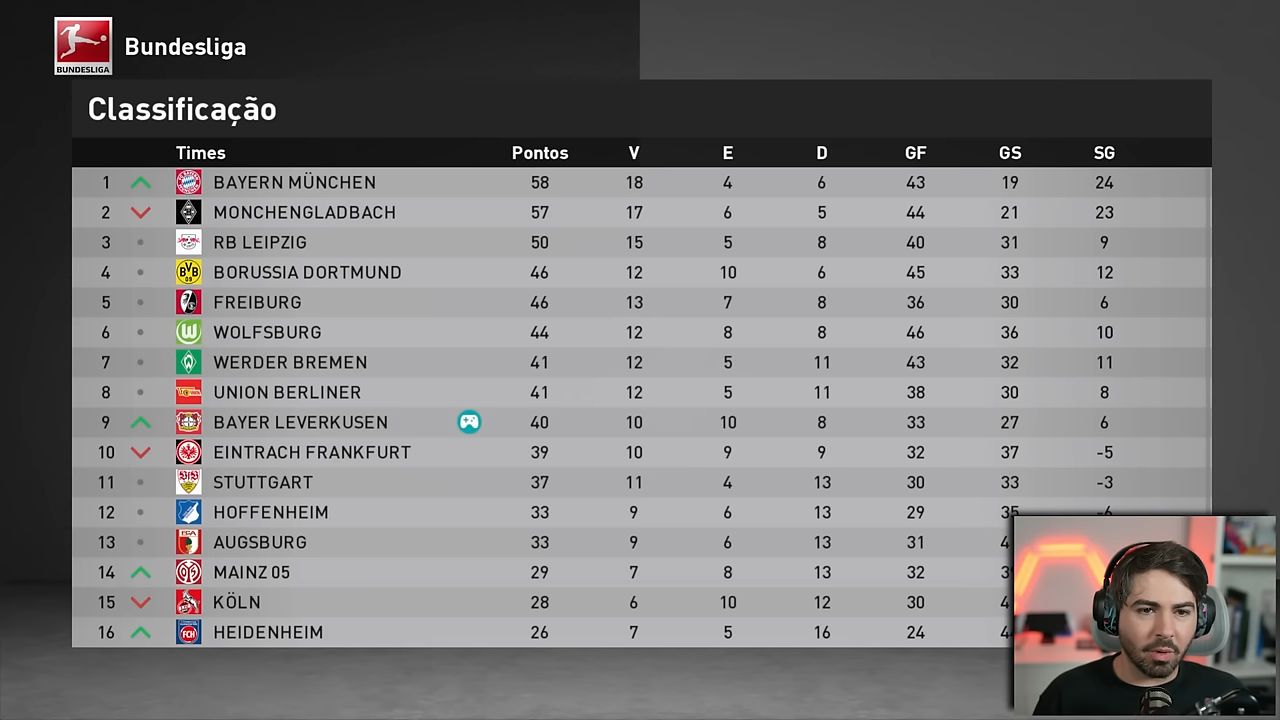 BUNDESLIGA
Bundesliga
Classificação
Times Pontos V E D GF GS SG
1 BAYERN MÜNCHEN 58 18 4 6 43 19 24
2 MONCHENGLADBACH 57 17 6 5 44 21 23
3 RB LEIPZIG 50 15 5 8 40 31 9
4 BORUSSIA DORTMUND 46 12 10 6 45 33 12
5 FREIBURG 46 13 7 8 36 30 6
6 WOLFSBURG 44 12 8 8 46 36 10
7 WERDER BREMEN 41 12 5 11 43 32 11
8 UNION BERLINER 41 12 5 11 38 30 8
9 BAYER LEVERKUSEN 40 10 10 8 33 27 6
10 EINTRACH FRANKFURT 39 10 9 9 32 37 -5
11 STUTTGART 37 11 4 13 30 33 -3
12 HOFFENHEIM 33 9 6 13 29 35 -6
13 AUGSBURG 33 9 6 13 31
14 MAINZ 05 29 7 8 13 32
15 KÖLN 28 6 10 12 30
16 HEIDENHEIM 26 7 5 16 24